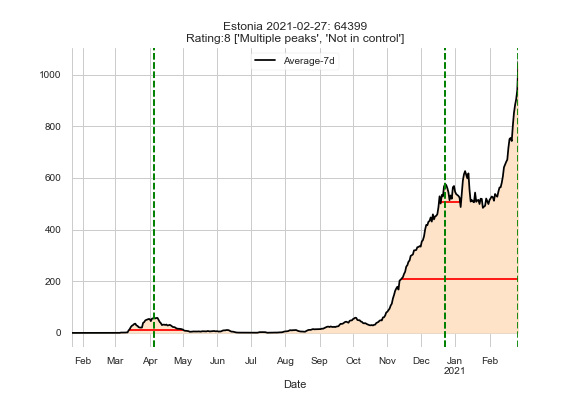 Estonia 2021-02-27: 64399
Rating:8 ['Multiple peaks', 'Not in control']
Average-7d
1000
800
600
400
200
0
Feb Mar Apr May Jun Jul Aug Sep Oct Nov Dec Jan Feb
2021
Date